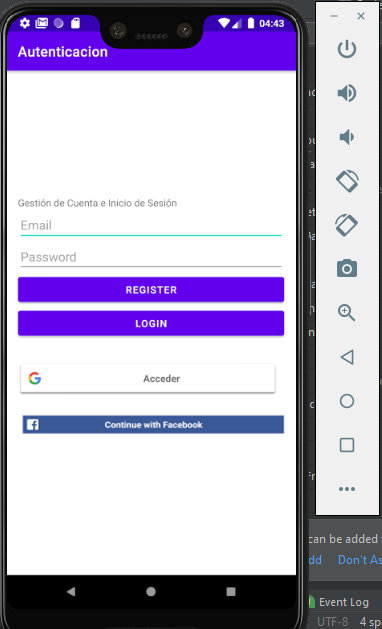 04:43
Autenticacion
Gestión de Cuenta e Inicio de Sesión
Email
Password
REGISTER
LOGIN
Acceder
Continue with Facebook
can be added
Don't As
Event Log
UTF-8 4 sp